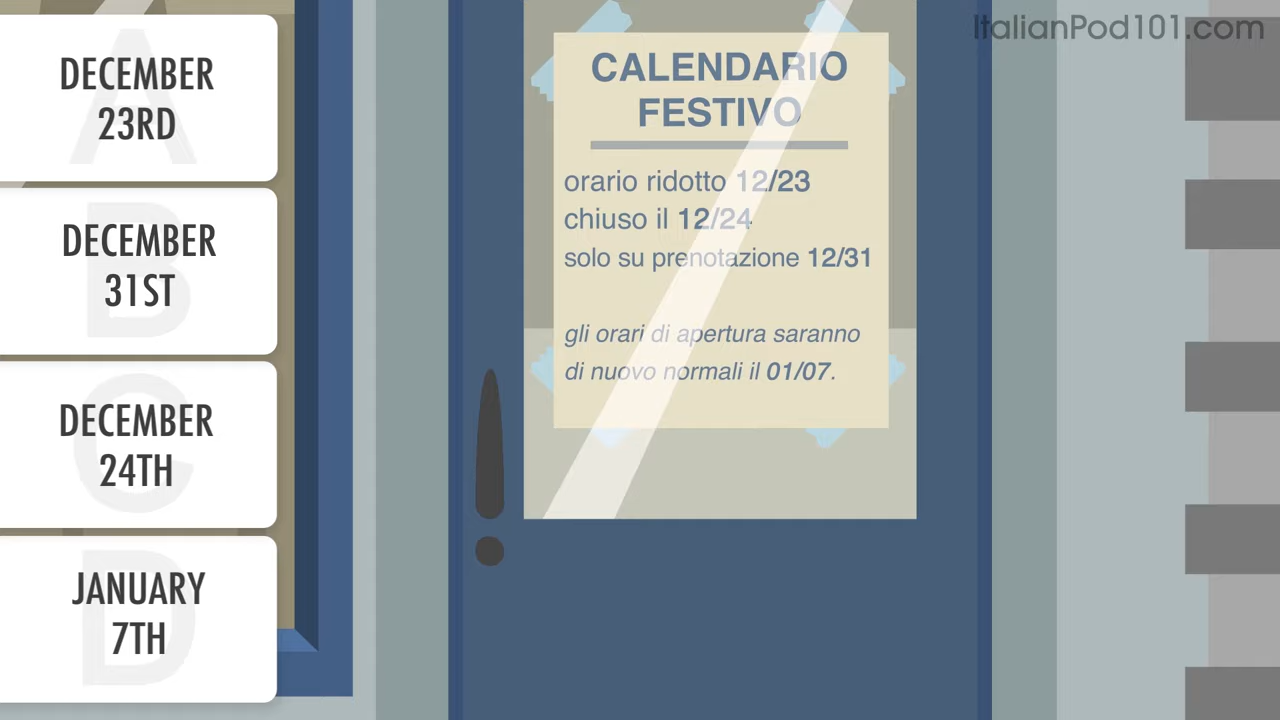 ItalianPod101.com
DECEMBER
23RD
A
DECEMBER
31ST
B
DECEMBER
24TH
C
JANUARY
7TH
D
CALENDARIO
FESTIVO
orario ridotto 12/23
chiuso il 12/24
solo su prenotazione 12/31
gli orari di apertura saranno
di nuovo normali il 01/07.